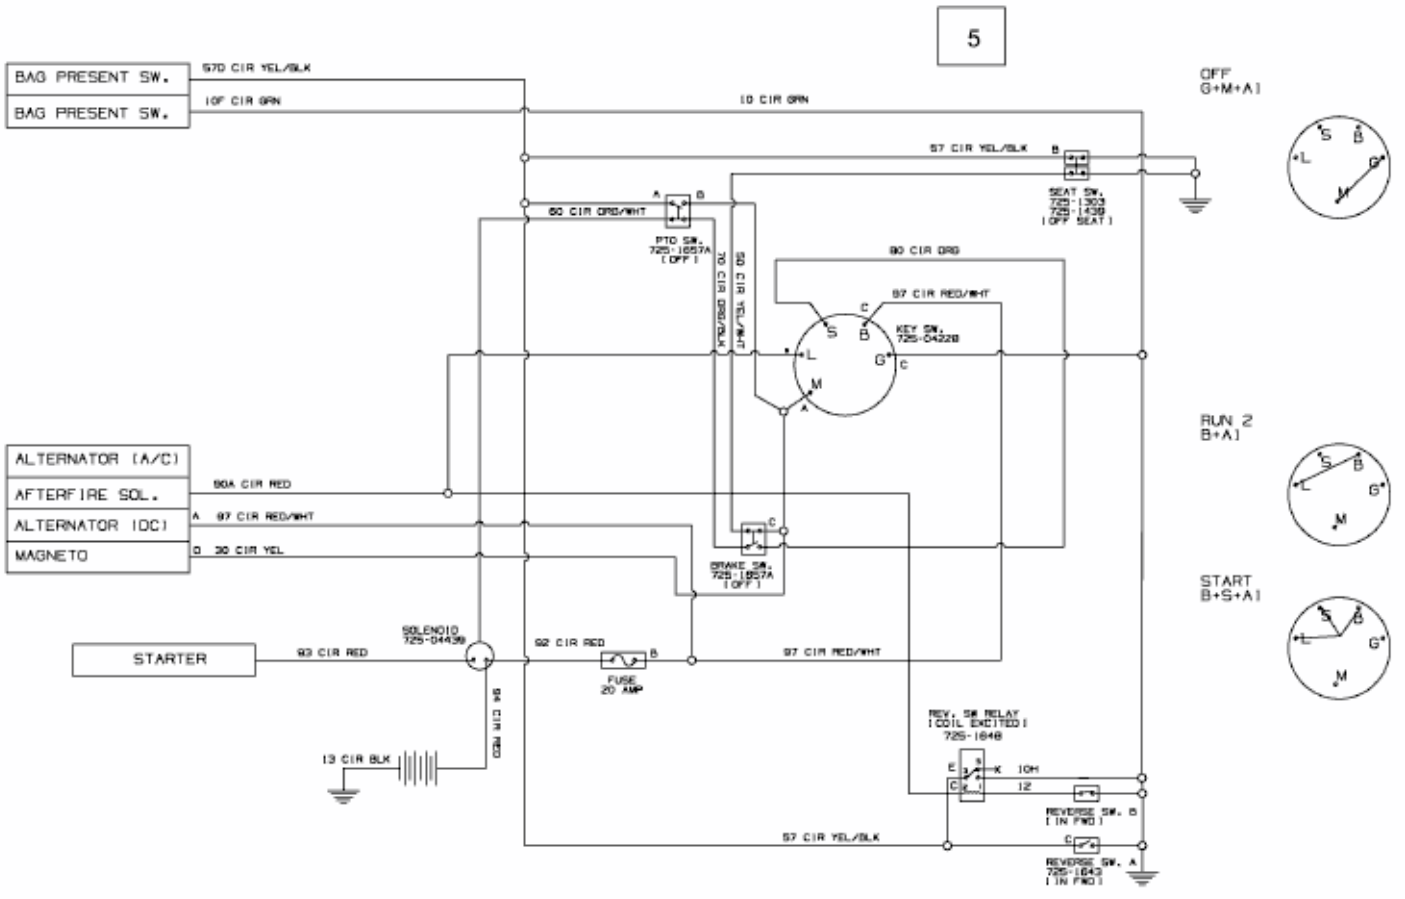 5
BAG PRESENT SW.
57D CIR YEL/BLK
BAG PRESENT SW.
10F CIR GRN
10 CIR GRN
OFF
G+M+A1
S B
L G
M
57 CIR YEL/BLK B
SEAT SW.
725-1303
725-1439
(OFF SEAT)
A B
60 CIR ORG/WHT
PTO SW.
725-1657A
(OFF)
70 CIR ORG/BLK
50 CIR YEL/WHT
80 CIR ORG
97 CIR RED/WHT
C
S B
L G
M
A
C
KEY SW.
725-04228
RUN 2
B+A1
S B
L G
M
ALTERNATOR (A/C)
AFTERFIRE SOL.
90A CIR RED
ALTERNATOR (DC)
A 97 CIR RED/WHT
MAGNETO
D 30 CIR YEL
C
BRAKE SW.
725-1657A
(OFF)
START
B+S+A1
S B
L G
M
SOLENOID
725-04439
STARTER
93 CIR RED
92 CIR RED
B
FUSE
20 AMP
97 CIR RED/WHT
94 CIR RED
13 CIR BLK
REV. SW RELAY
(COIL EXCITED)
725-1648
E
3 5
K 10H
C
2 1
12
REVERSE SW. B
(IN FWD)
57 CIR YEL/BLK
C
REVERSE SW. A
725-1643
(IN FWD)